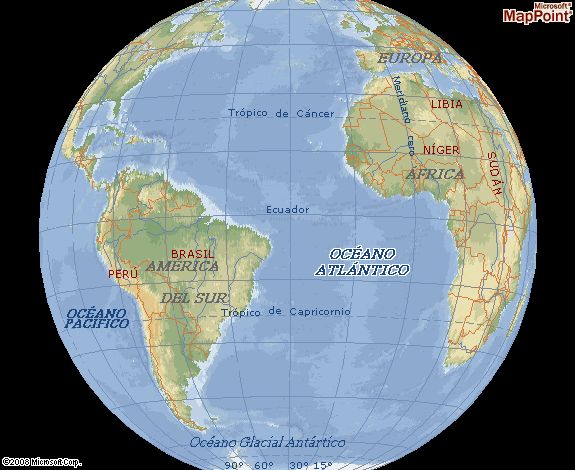 Microsoft®
MapPoint®
EUROPA
Meridiano cero
LIBIA
Trópico de Cáncer
NÍGER
SUDÁN
ÁFRICA
Ecuador
BRASIL
OCÉANO
ATLÁNTICO
AMÉRICA
PERÚ
DEL SUR
OCÉANO
PACÍFICO
Trópico de Capricornio
Océano Glacial Antártico
©2008 Microsoft Corp.
90° 60° 30° 15°